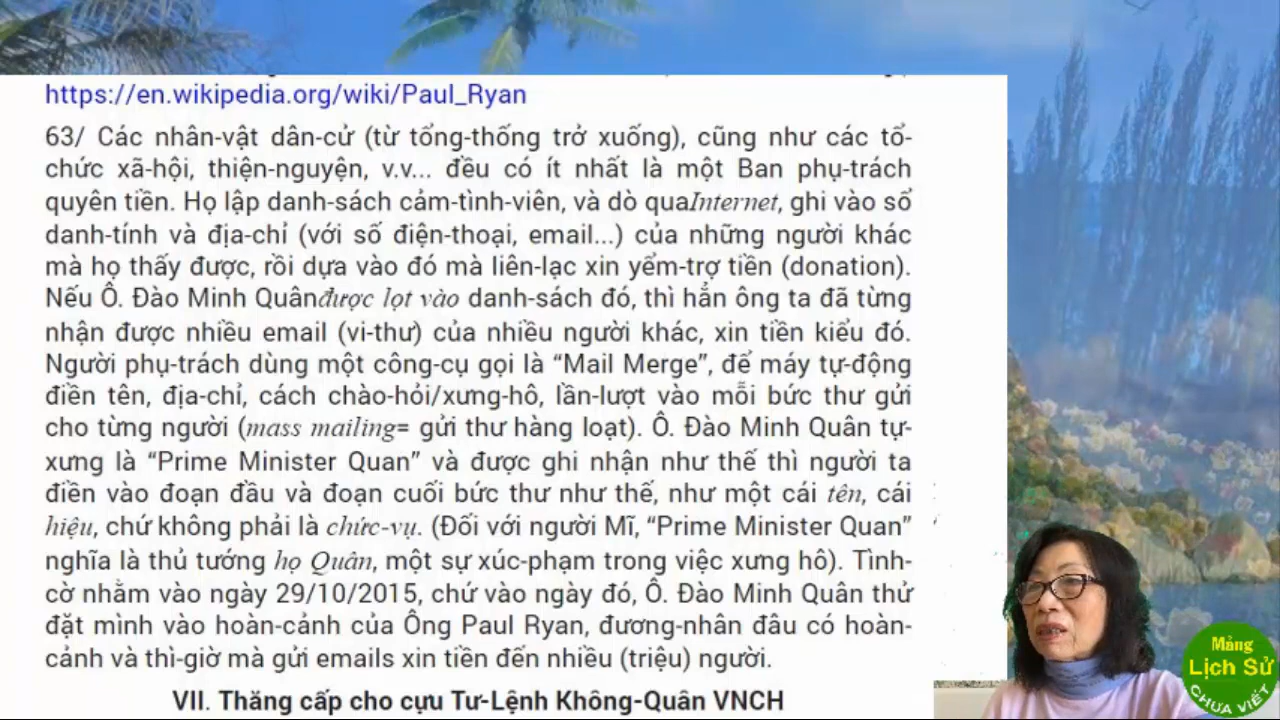 https://en.wikipedia.org/wiki/Paul_Ryan
63/ Các nhân-vật dân-cử (từ tổng-thống trở xuống), cũng như các tổ-
chức xã-hội, thiện-nguyện, v.v... đều có ít nhất là một Ban phụ-trách
quyên tiền. Họ lập danh-sách cảm-tình-viên, và dò quaInternet, ghi vào sổ
danh-tính và địa-chỉ (với số điện-thoại, email...) của những người khác
mà họ thấy được, rồi dựa vào đó mà liên-lạc xin yểm-trợ tiền (donation).
Nếu Ô. Đào Minh Quânđược lọt vào danh-sách đó, thì hẳn ông ta đã từng
nhận được nhiều email (vi-thư) của nhiều người khác, xin tiền kiểu đó.
Người phụ-trách dùng một công-cụ gọi là “Mail Merge”, để máy tự-động
điền tên, địa-chỉ, cách chào-hỏi/xưng-hô, lần-lượt vào mỗi bức thư gửi
cho từng người (mass mailing= gửi thư hàng loạt). Ô. Đào Minh Quân tự-
xưng là “Prime Minister Quan” và được ghi nhận như thế thì người ta
điền vào đoạn đầu và đoạn cuối bức thư như thế, như một cái tên, cái
hiệu, chứ không phải là chức-vụ. (Đối với người Mĩ, “Prime Minister Quan”
nghĩa là thủ tướng họ Quân, một sự xúc-phạm trong việc xưng hô). Tình-
cờ nhằm vào ngày 29/10/2015, chứ vào ngày đó, Ô. Đào Minh Quân thử
đặt mình vào hoàn-cảnh của Ông Paul Ryan, đương-nhân đâu có hoàn-
cảnh và thì-giờ mà gửi emails xin tiền đến nhiều (triệu) người.
VII. Thăng cấp cho cựu Tư-Lệnh Không-Quân VNCH
Mảng
Lịch Sử
CHƯA VIẾT